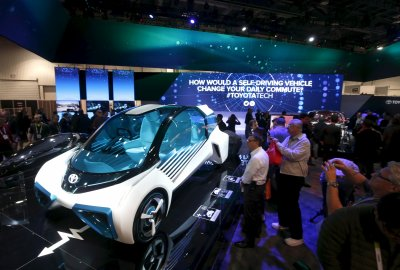 HOW WOULD A SELF-DRIVING VEHICLE
CHANGE YOUR DAILY COMMUTE?
#TOYOTATECH